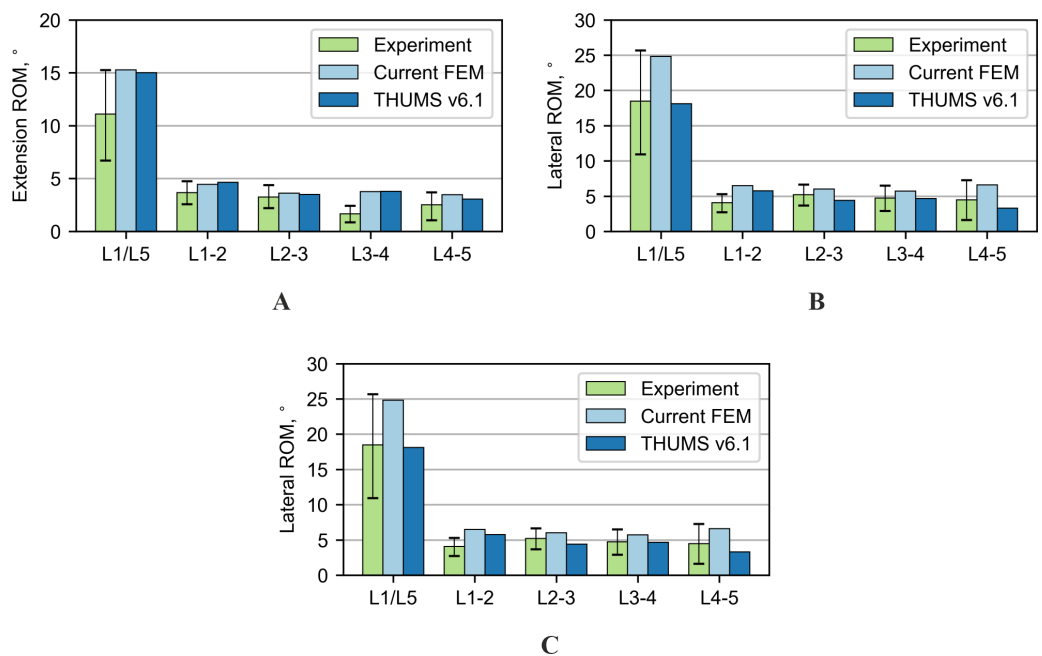 20
15
10
5
0
Extension ROM, °
Experiment
Current FEM
THUMS v6.1
L1/L5 L1-2 L2-3 L3-4 L4-5
A
30
25
20
15
10
5
0
Lateral ROM, °
Experiment
Current FEM
THUMS v6.1
L1/L5 L1-2 L2-3 L3-4 L4-5
B
30
25
20
15
10
5
0
Lateral ROM, °
Experiment
Current FEM
THUMS v6.1
L1/L5 L1-2 L2-3 L3-4 L4-5
C